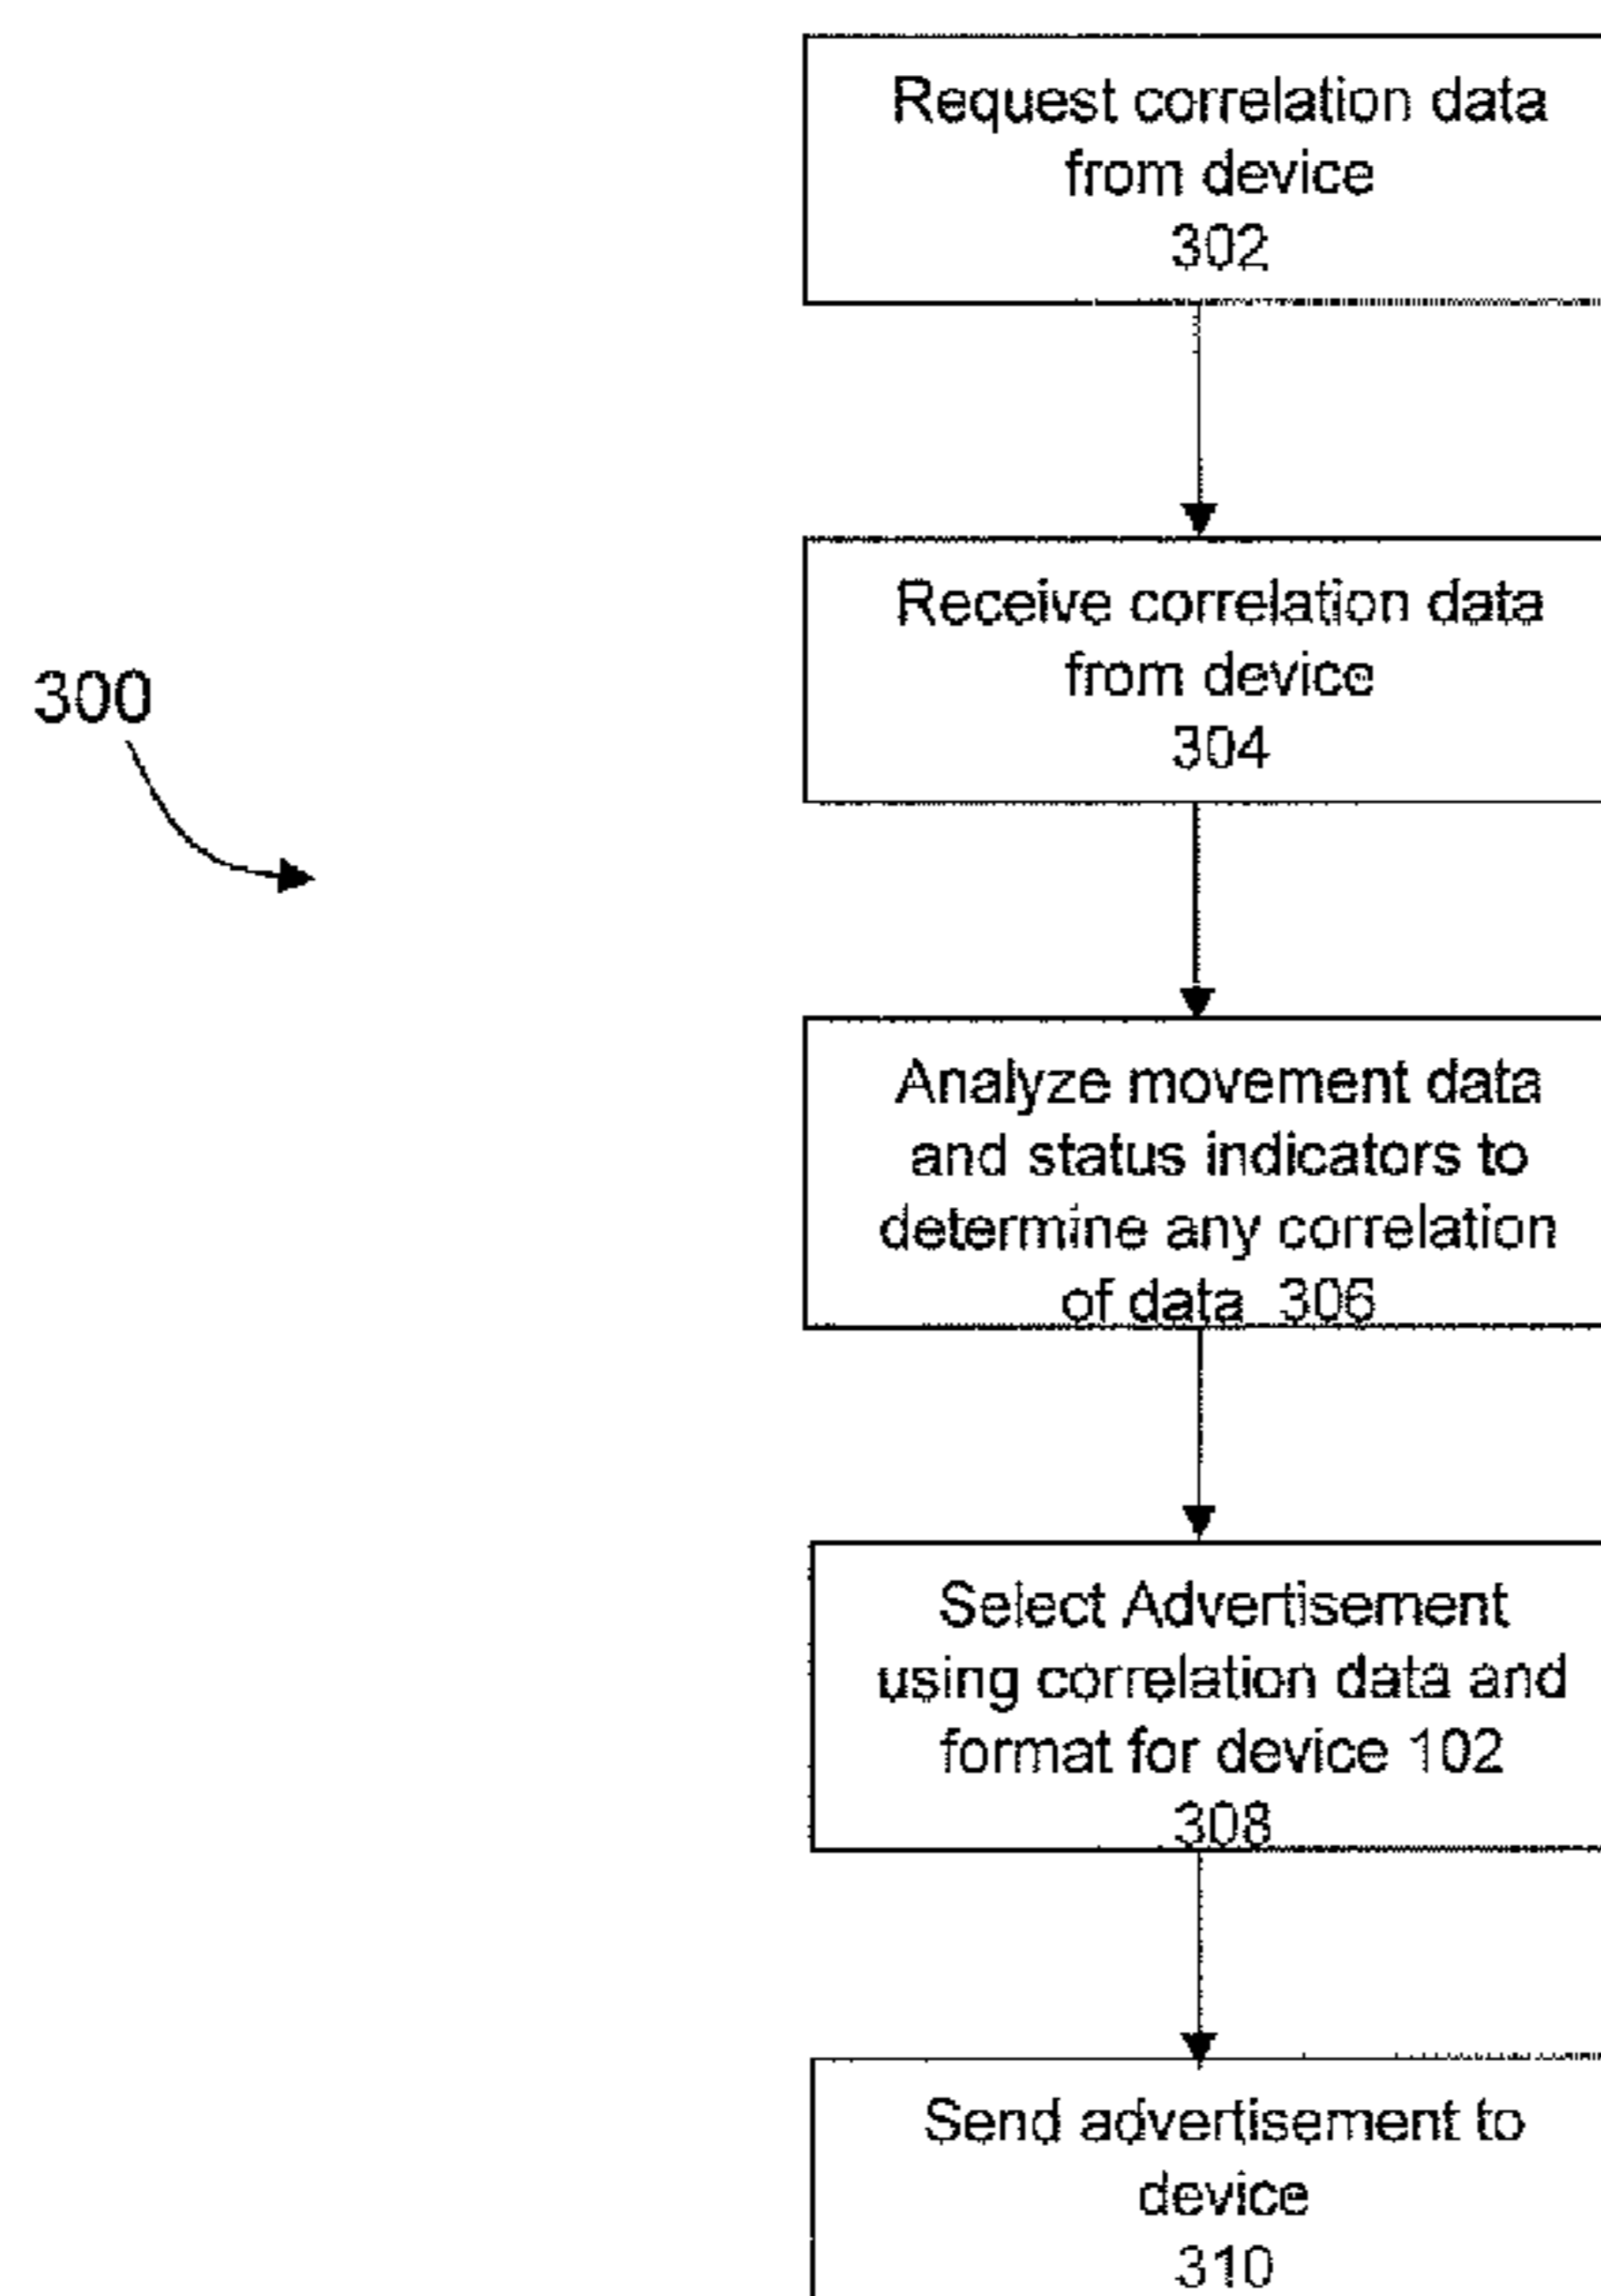 Request correlation data
from device
302
Receive correlation data
from device
304
300
Analyze movement data
and status indicators to
determine any correlation
of data 306
Select Advertisement
using correlation data and
format for device 102
308
Send advertisement to
device
310